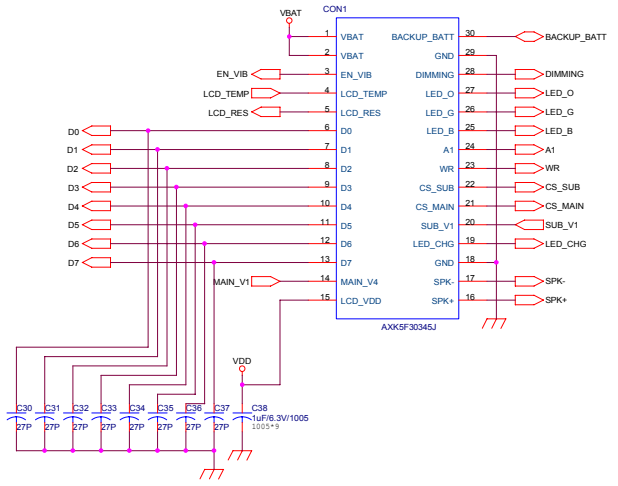 VBAT
CON1
1 VBAT BACKUP_BATT 30 BACKUP_BATT
2 VBAT GND 29
EN_VIB 3 EN_VIB DIMMING 28 DIMMING
LCD_TEMP 4 LCD_TEMP LED_O 27 LED_O
LCD_RES 5 LCD_RES LED_G 26 LED_G
D0 6 D0 LED_B 25 LED_B
D1 7 D1 A1 24 A1
D2 8 D2 WR 23 WR
D3 9 D3 CS_SUB 22 CS_SUB
D4 10 D4 CS_MAIN 21 CS_MAIN
D5 11 D5 SUB_V1 20 SUB_V1
D6 12 D6 LED_CHG 19 LED_CHG
D7 13 D7 GND 18
MAIN_V1 14 MAIN_V4 SPK- 17 SPK-
15 LCD_VDD SPK+ 16 SPK+
AXK5F30345J
VDD
C30 C31 C32 C33 C34 C35 C36 C37 C38
27P 27P 27P 27P 27P 27P 27P 27P 1uF/6.3V/1005
1005*9